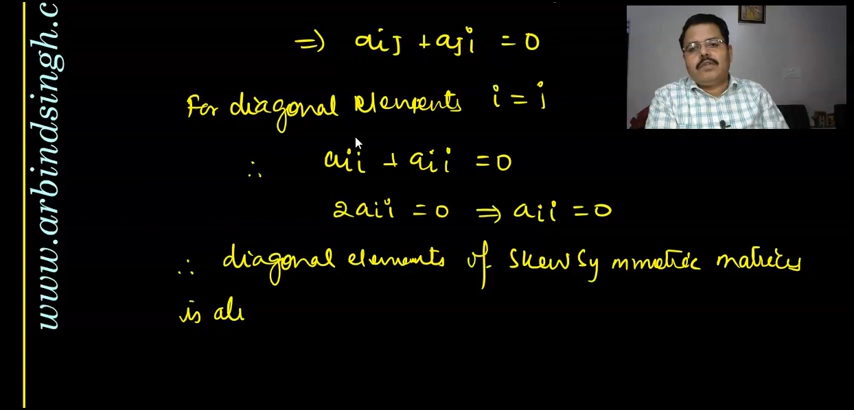 www.arbindsingh.c
⇒ aij + aji = 0
For diagonal elements i = j
∴ aii + aii = 0
2aii = 0 ⇒ aii = 0
∴ diagonal elements of skew symmetric matrices
is al